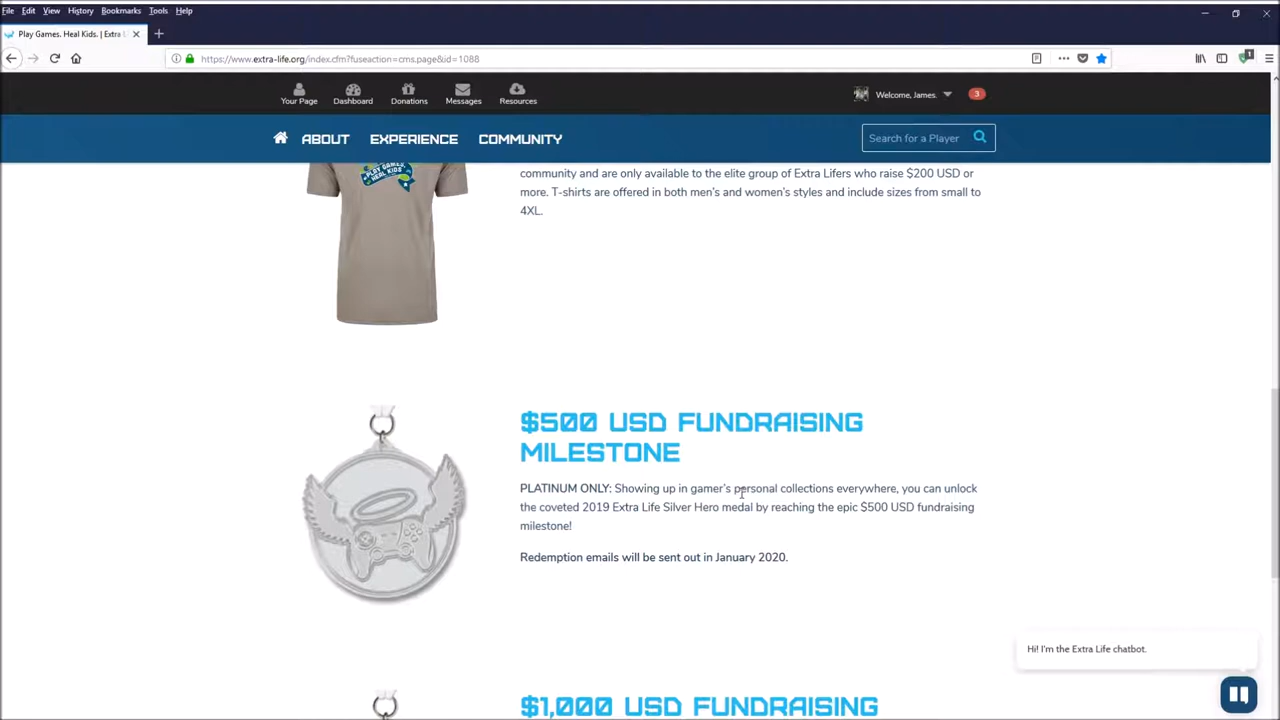 File Edit View History Bookmarks Tools Help
Play Games. Heal Kids. | Extra L
https://www.extra-life.org/index.cfm?fuseaction=cms.page&id=1088
1
Your Page Dashboard Donations Messages Resources
Welcome, James. 3
ABOUT EXPERIENCE COMMUNITY
Search for a Player
PLAY GAMES.
HEAL KIDS.
community and are only available to the elite group of Extra Lifers who raise $200 USD or
more. T-shirts are offered in both men's and women's styles and include sizes from small to
4XL.
$500 USD FUNDRAISING
MILESTONE
PLATINUM ONLY: Showing up in gamer's personal collections everywhere, you can unlock
the coveted 2019 Extra Life Silver Hero medal by reaching the epic $500 USD fundraising
milestone!
Redemption emails will be sent out in January 2020.
Hi! I'm the Extra Life chatbot.
$1,000 USD FUNDRAISING